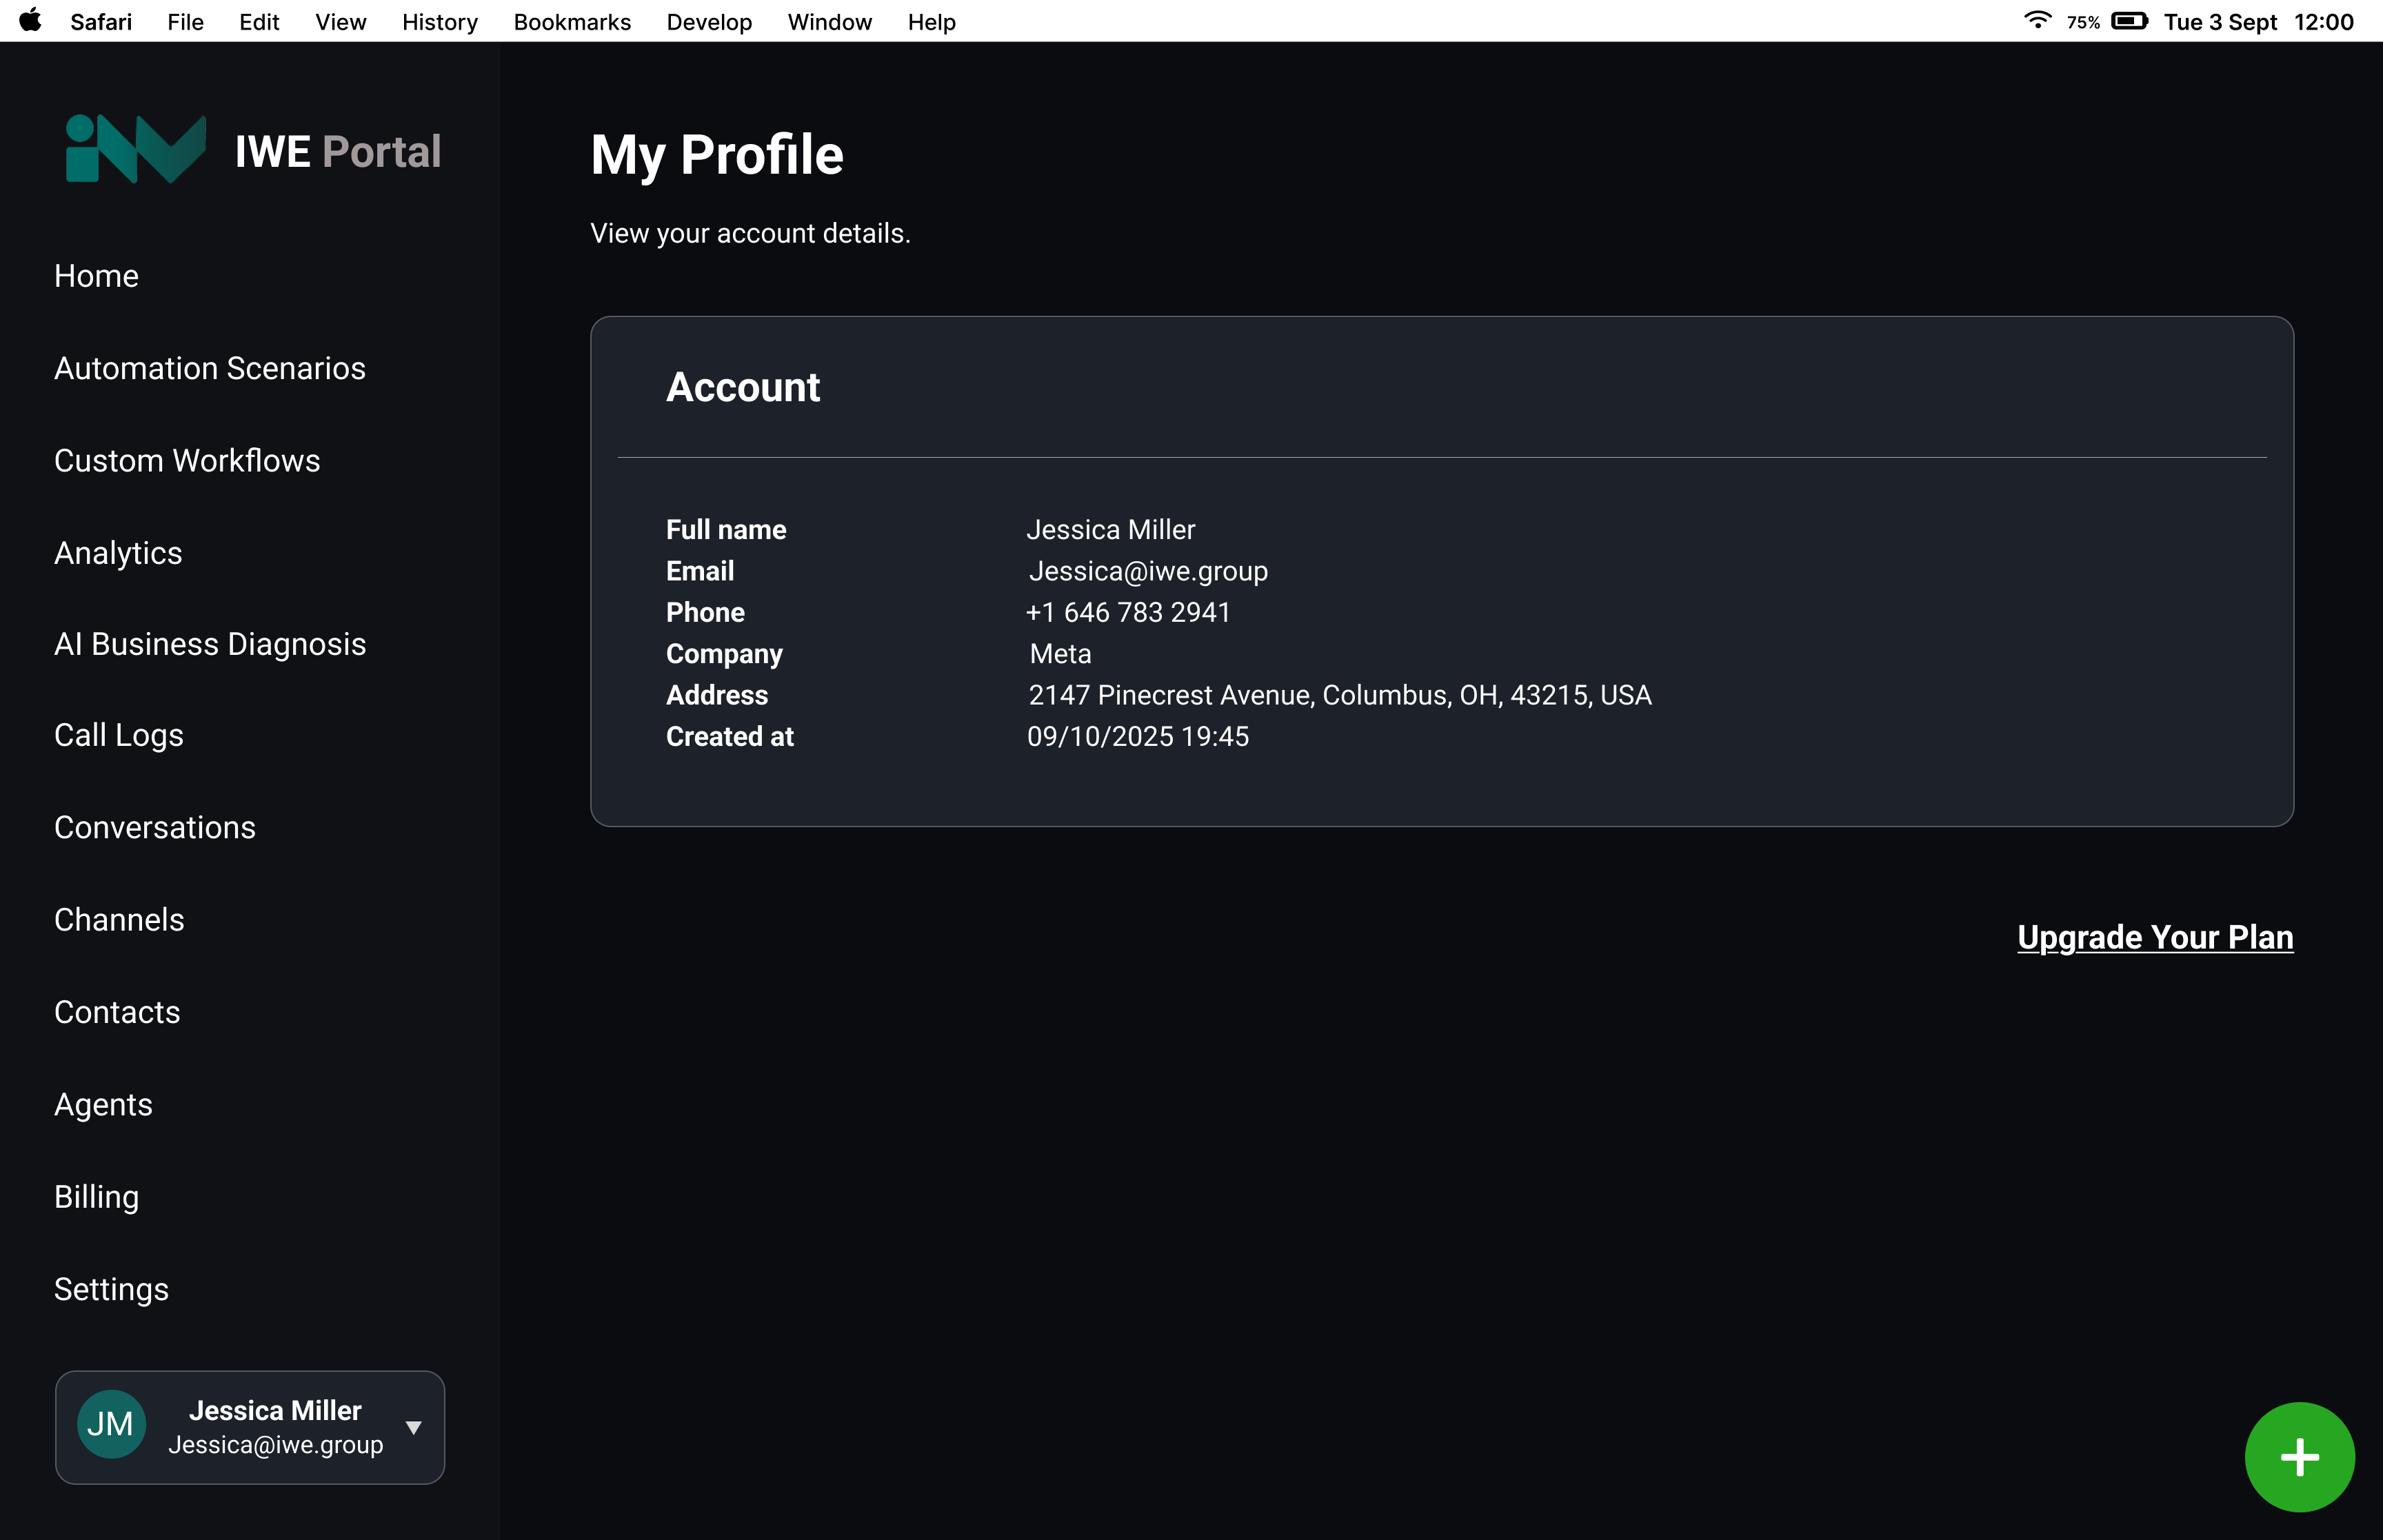 Safari File Edit View History Bookmarks Develop Window Help 75% Tue 3 Sept 12:00
IWE Portal
Home
Automation Scenarios
Custom Workflows
Analytics
AI Business Diagnosis
Call Logs
Conversations
Channels
Contacts
Agents
Billing
Settings
JM
Jessica Miller
Jessica@iwe.group
My Profile
View your account details.
Account
Full name Jessica Miller
Email Jessica@iwe.group
Phone +1 646 783 2941
Company Meta
Address 2147 Pinecrest Avenue, Columbus, OH, 43215, USA
Created at 09/10/2025 19:45
Upgrade Your Plan